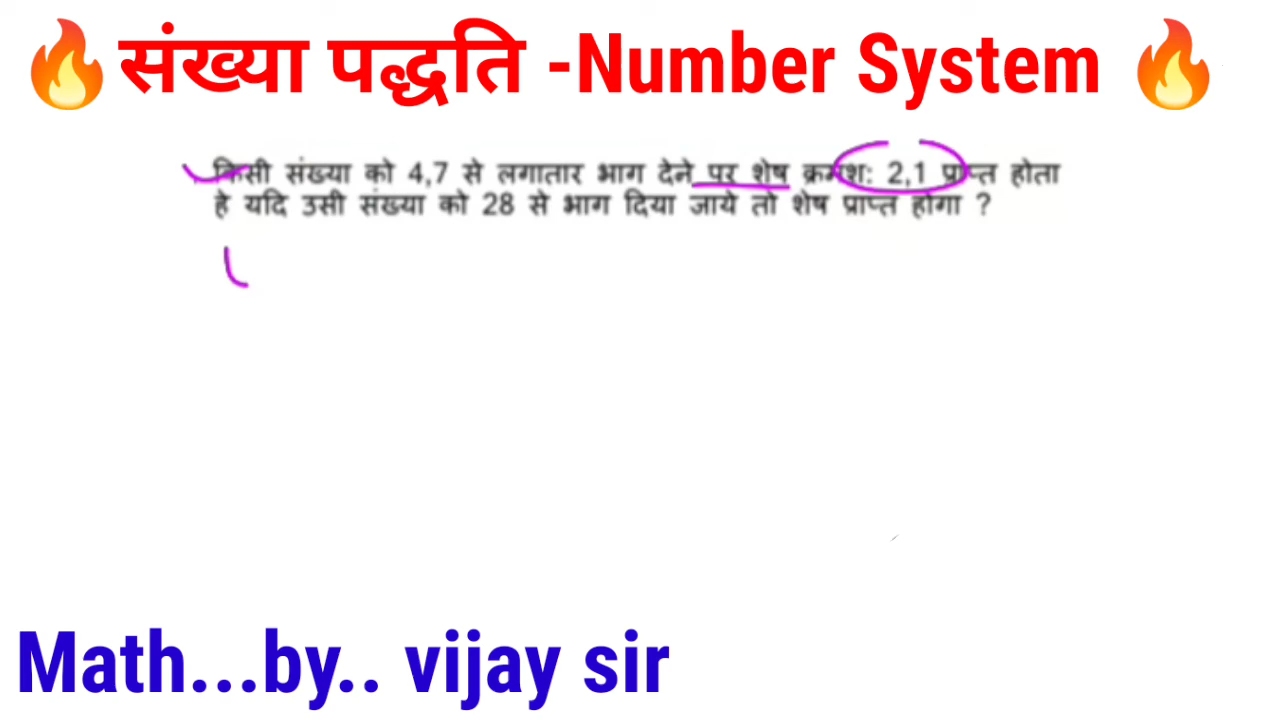 🔥संख्या पद्धति -Number System 🔥
किसी संख्या को 4,7 से लगातार भाग देने पर शेष क्रमश: 2,1 प्राप्त होता
हे यदि उसी संख्या को 28 से भाग दिया जाये तो शेष प्राप्त होगा ?
Math...by.. vijay sir